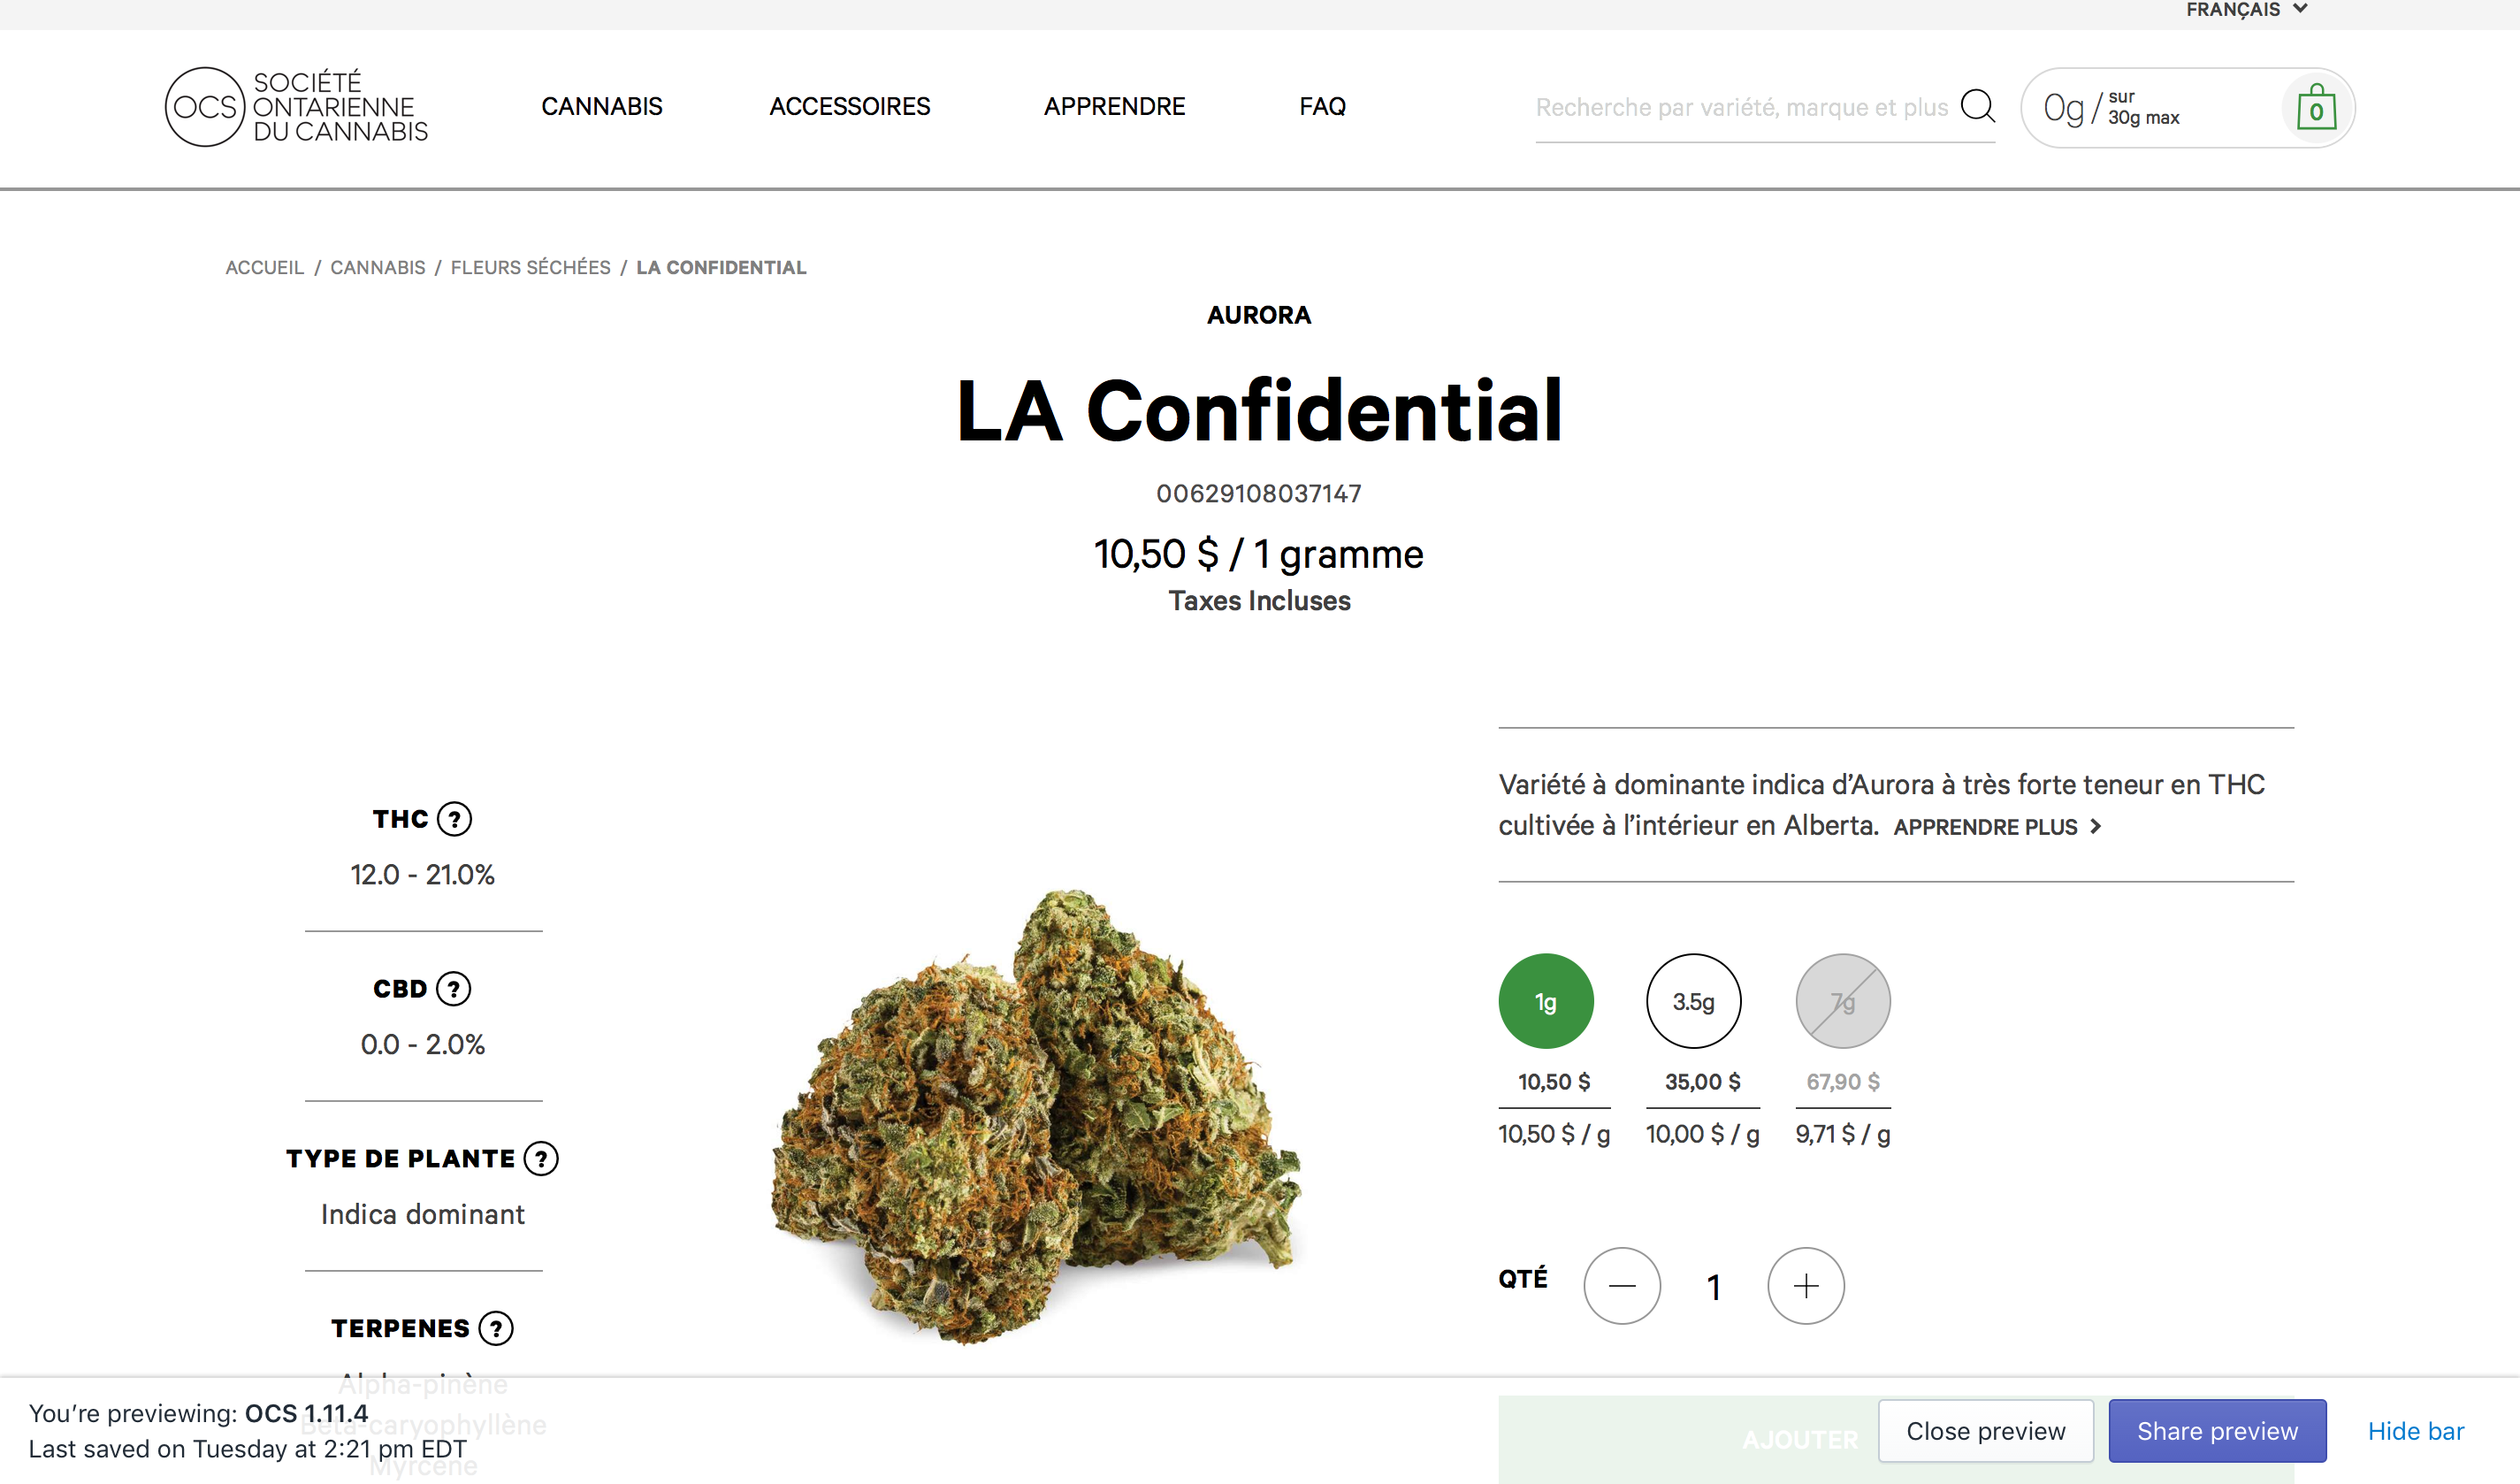 FRANÇAIS
OCS
SOCIÉTÉ
ONTARIENNE
DU CANNABIS
CANNABIS
ACCESSOIRES
APPRENDRE
FAQ
Recherche par variété, marque et plus
0g / sur
30g max
0
ACCUEIL / CANNABIS / FLEURS SÉCHÉES / LA CONFIDENTIAL
AURORA
LA Confidential
00629108037147
10,50 $ / 1 gramme
Taxes Incluses
THC ?
12.0 - 21.0%
CBD ?
0.0 - 2.0%
TYPE DE PLANTE ?
Indica dominant
TERPENES ?
Alpha-pinène
Beta-caryophyllène
Myrcène
Variété à dominante indica d’Aurora à très forte teneur en THC
cultivée à l’intérieur en Alberta. APPRENDRE PLUS
1g
3.5g
7g
10,50 $
35,00 $
67,90 $
10,50 $ / g
10,00 $ / g
9,71 $ / g
QTÉ
1
AJOUTER
You’re previewing: OCS 1.11.4
Last saved on Tuesday at 2:21 pm EDT
Close preview
Share preview
Hide bar